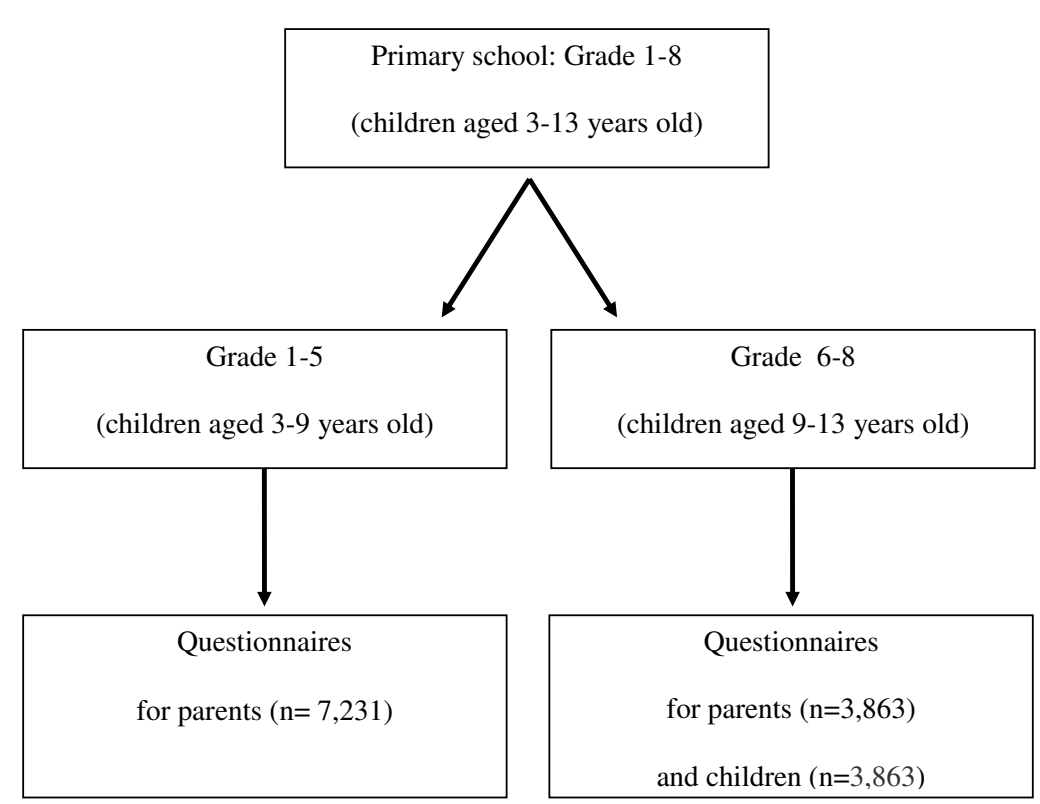 Primary school: Grade 1-8
(children aged 3-13 years old)
Grade 1-5
(children aged 3-9 years old)
Grade  6-8
(children aged 9-13 years old)
Questionnaires
for parents (n= 7,231)
Questionnaires
for parents (n=3,863)
and children (n=3,863)